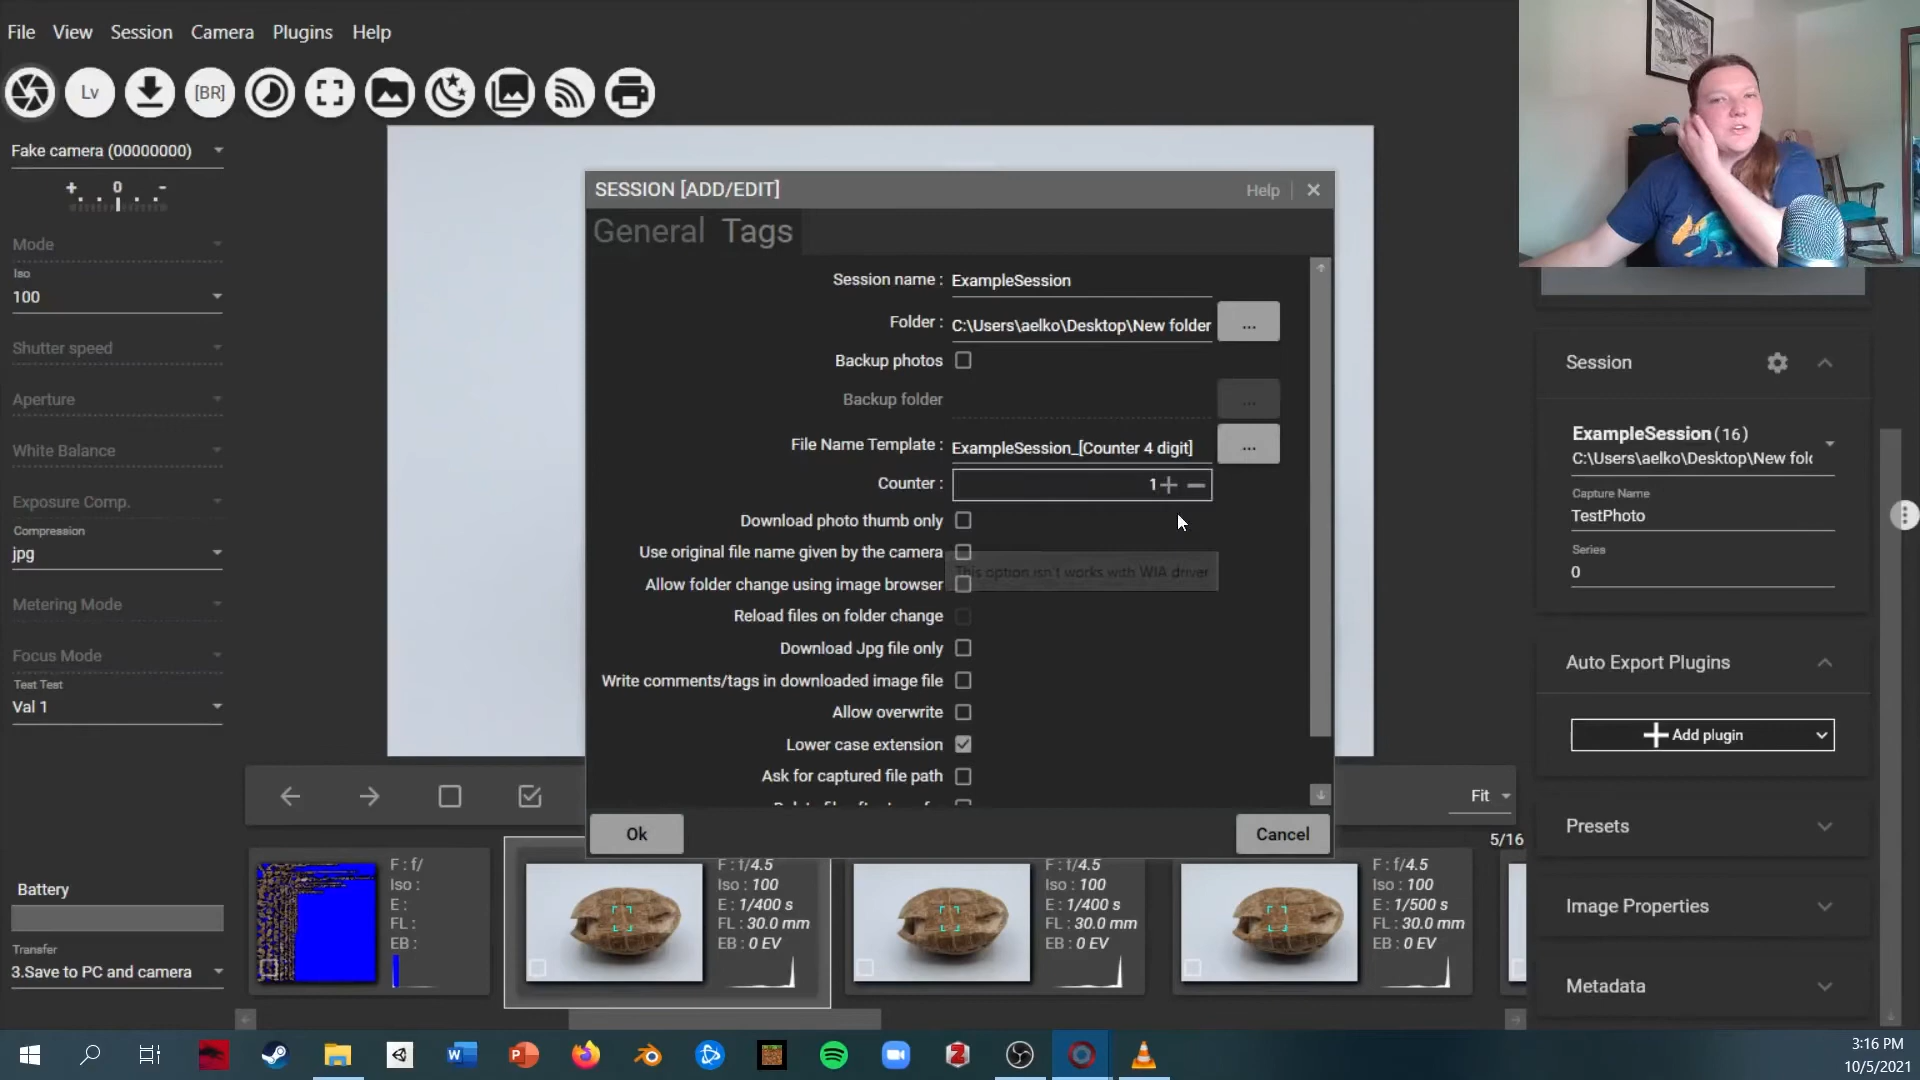 File View Session Camera Plugins Help
Lv [BR]
Fake camera (00000000)
+ 0 -
Mode
Iso
100
Shutter speed
Aperture
White Balance
Exposure Comp.
Compression
jpg
Metering Mode
Focus Mode
Test Test
Val 1
Battery
Transfer
3.Save to PC and camera
SESSION [ADD/EDIT] Help
General Tags
Session name : ExampleSession
Folder : C:\Users\aelko\Desktop\New folder ...
Backup photos
Backup folder ...
File Name Template : ExampleSession_[Counter 4 digit] ...
Counter : 1
Download photo thumb only
Use original file name given by the camera
This option isn't works with WIA driver
Allow folder change using image browser
Reload files on folder change
Download Jpg file only
Write comments/tags in downloaded image file
Allow overwrite
Lower case extension
Ask for captured file path
Ok Cancel
Session
ExampleSession (16)
C:\Users\aelko\Desktop\New folc
Capture Name
TestPhoto
Series
0
Auto Export Plugins
Add plugin
Presets
Image Properties
Metadata
Fit
5/16
F : f/
Iso :
E :
FL :
EB :
F : f/4.5
Iso : 100
E : 1/400 s
FL : 30.0 mm
EB : 0 EV
F : f/4.5
Iso : 100
E : 1/400 s
FL : 30.0 mm
EB : 0 EV
F : f/4.5
Iso : 100
E : 1/500 s
FL : 30.0 mm
EB : 0 EV
3:16 PM
10/5/2021